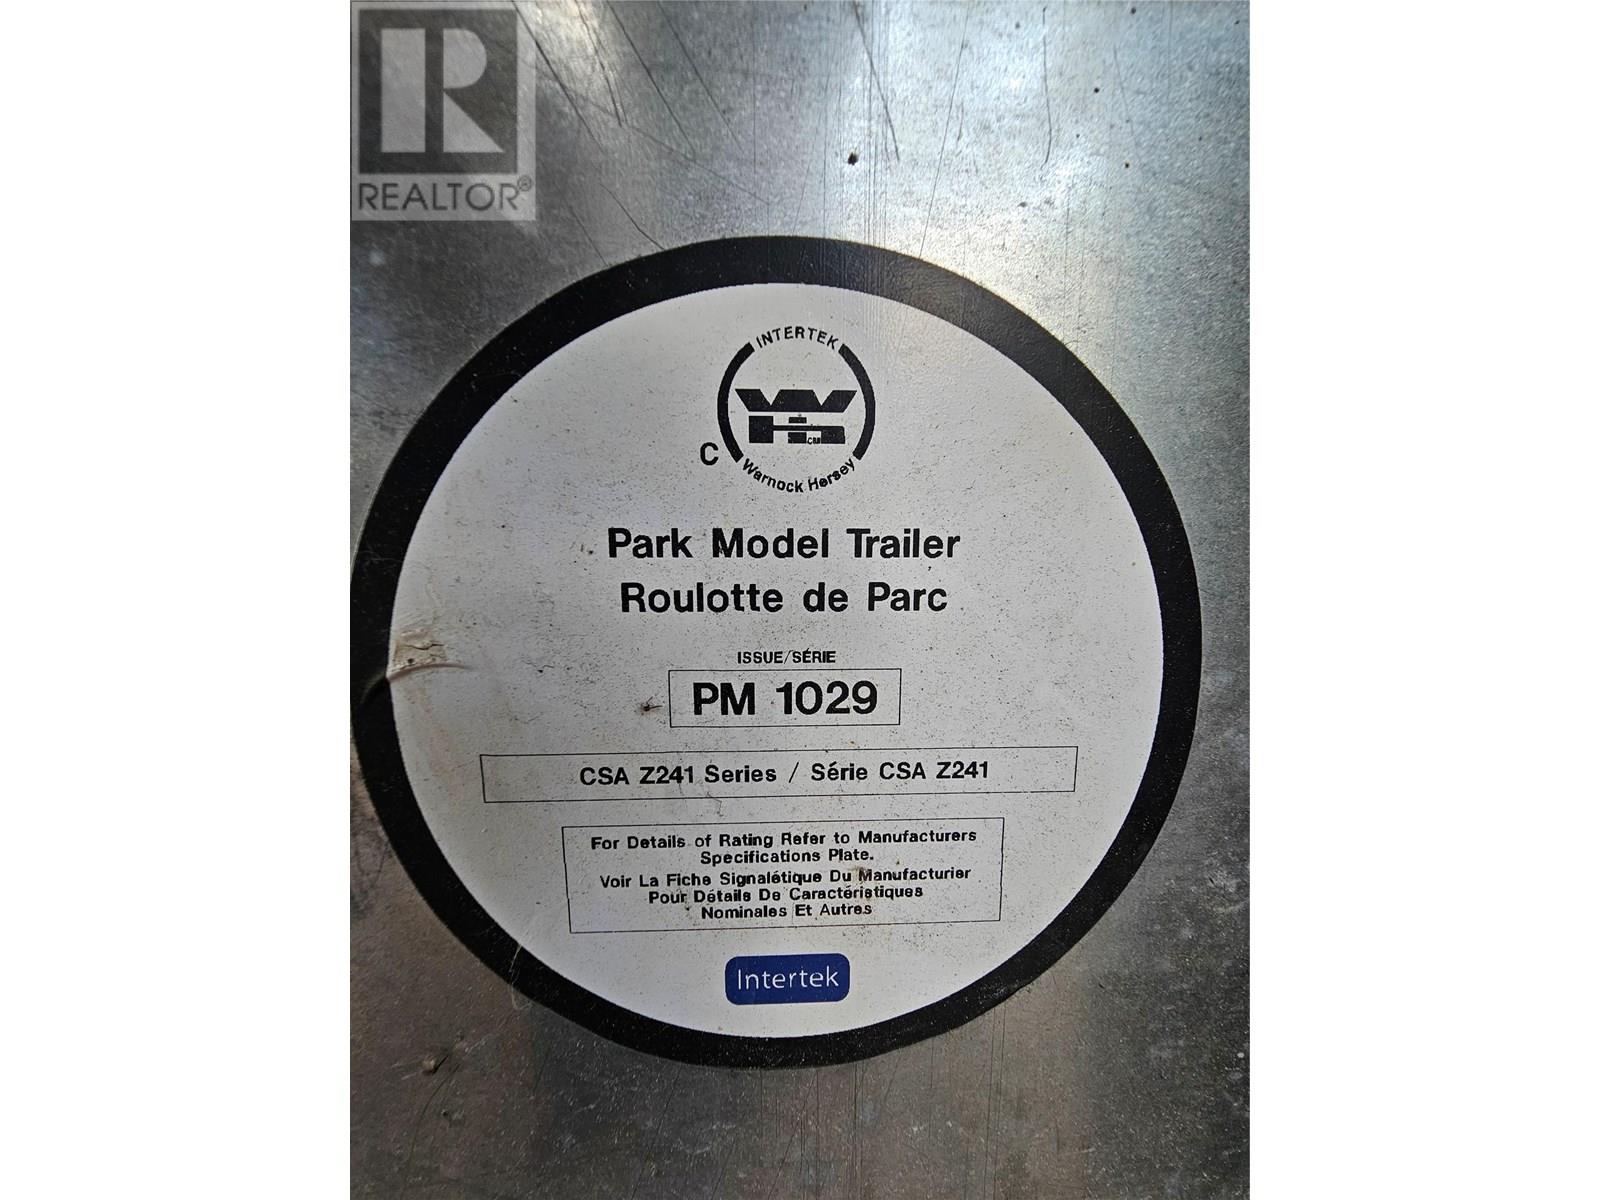 REALTOR®
INTERTEK
WH
CM
C
Warnock Hersey
Park Model Trailer
Roulotte de Parc
ISSUE/SÉRIE
PM 1029
CSA Z241 Series / Série CSA Z241
For Details of Rating Refer to Manufacturers
Specifications Plate.
Voir La Fiche Signalétique Du Manufacturier
Pour Détails De Caractéristiques
Nominales Et Autres
Intertek